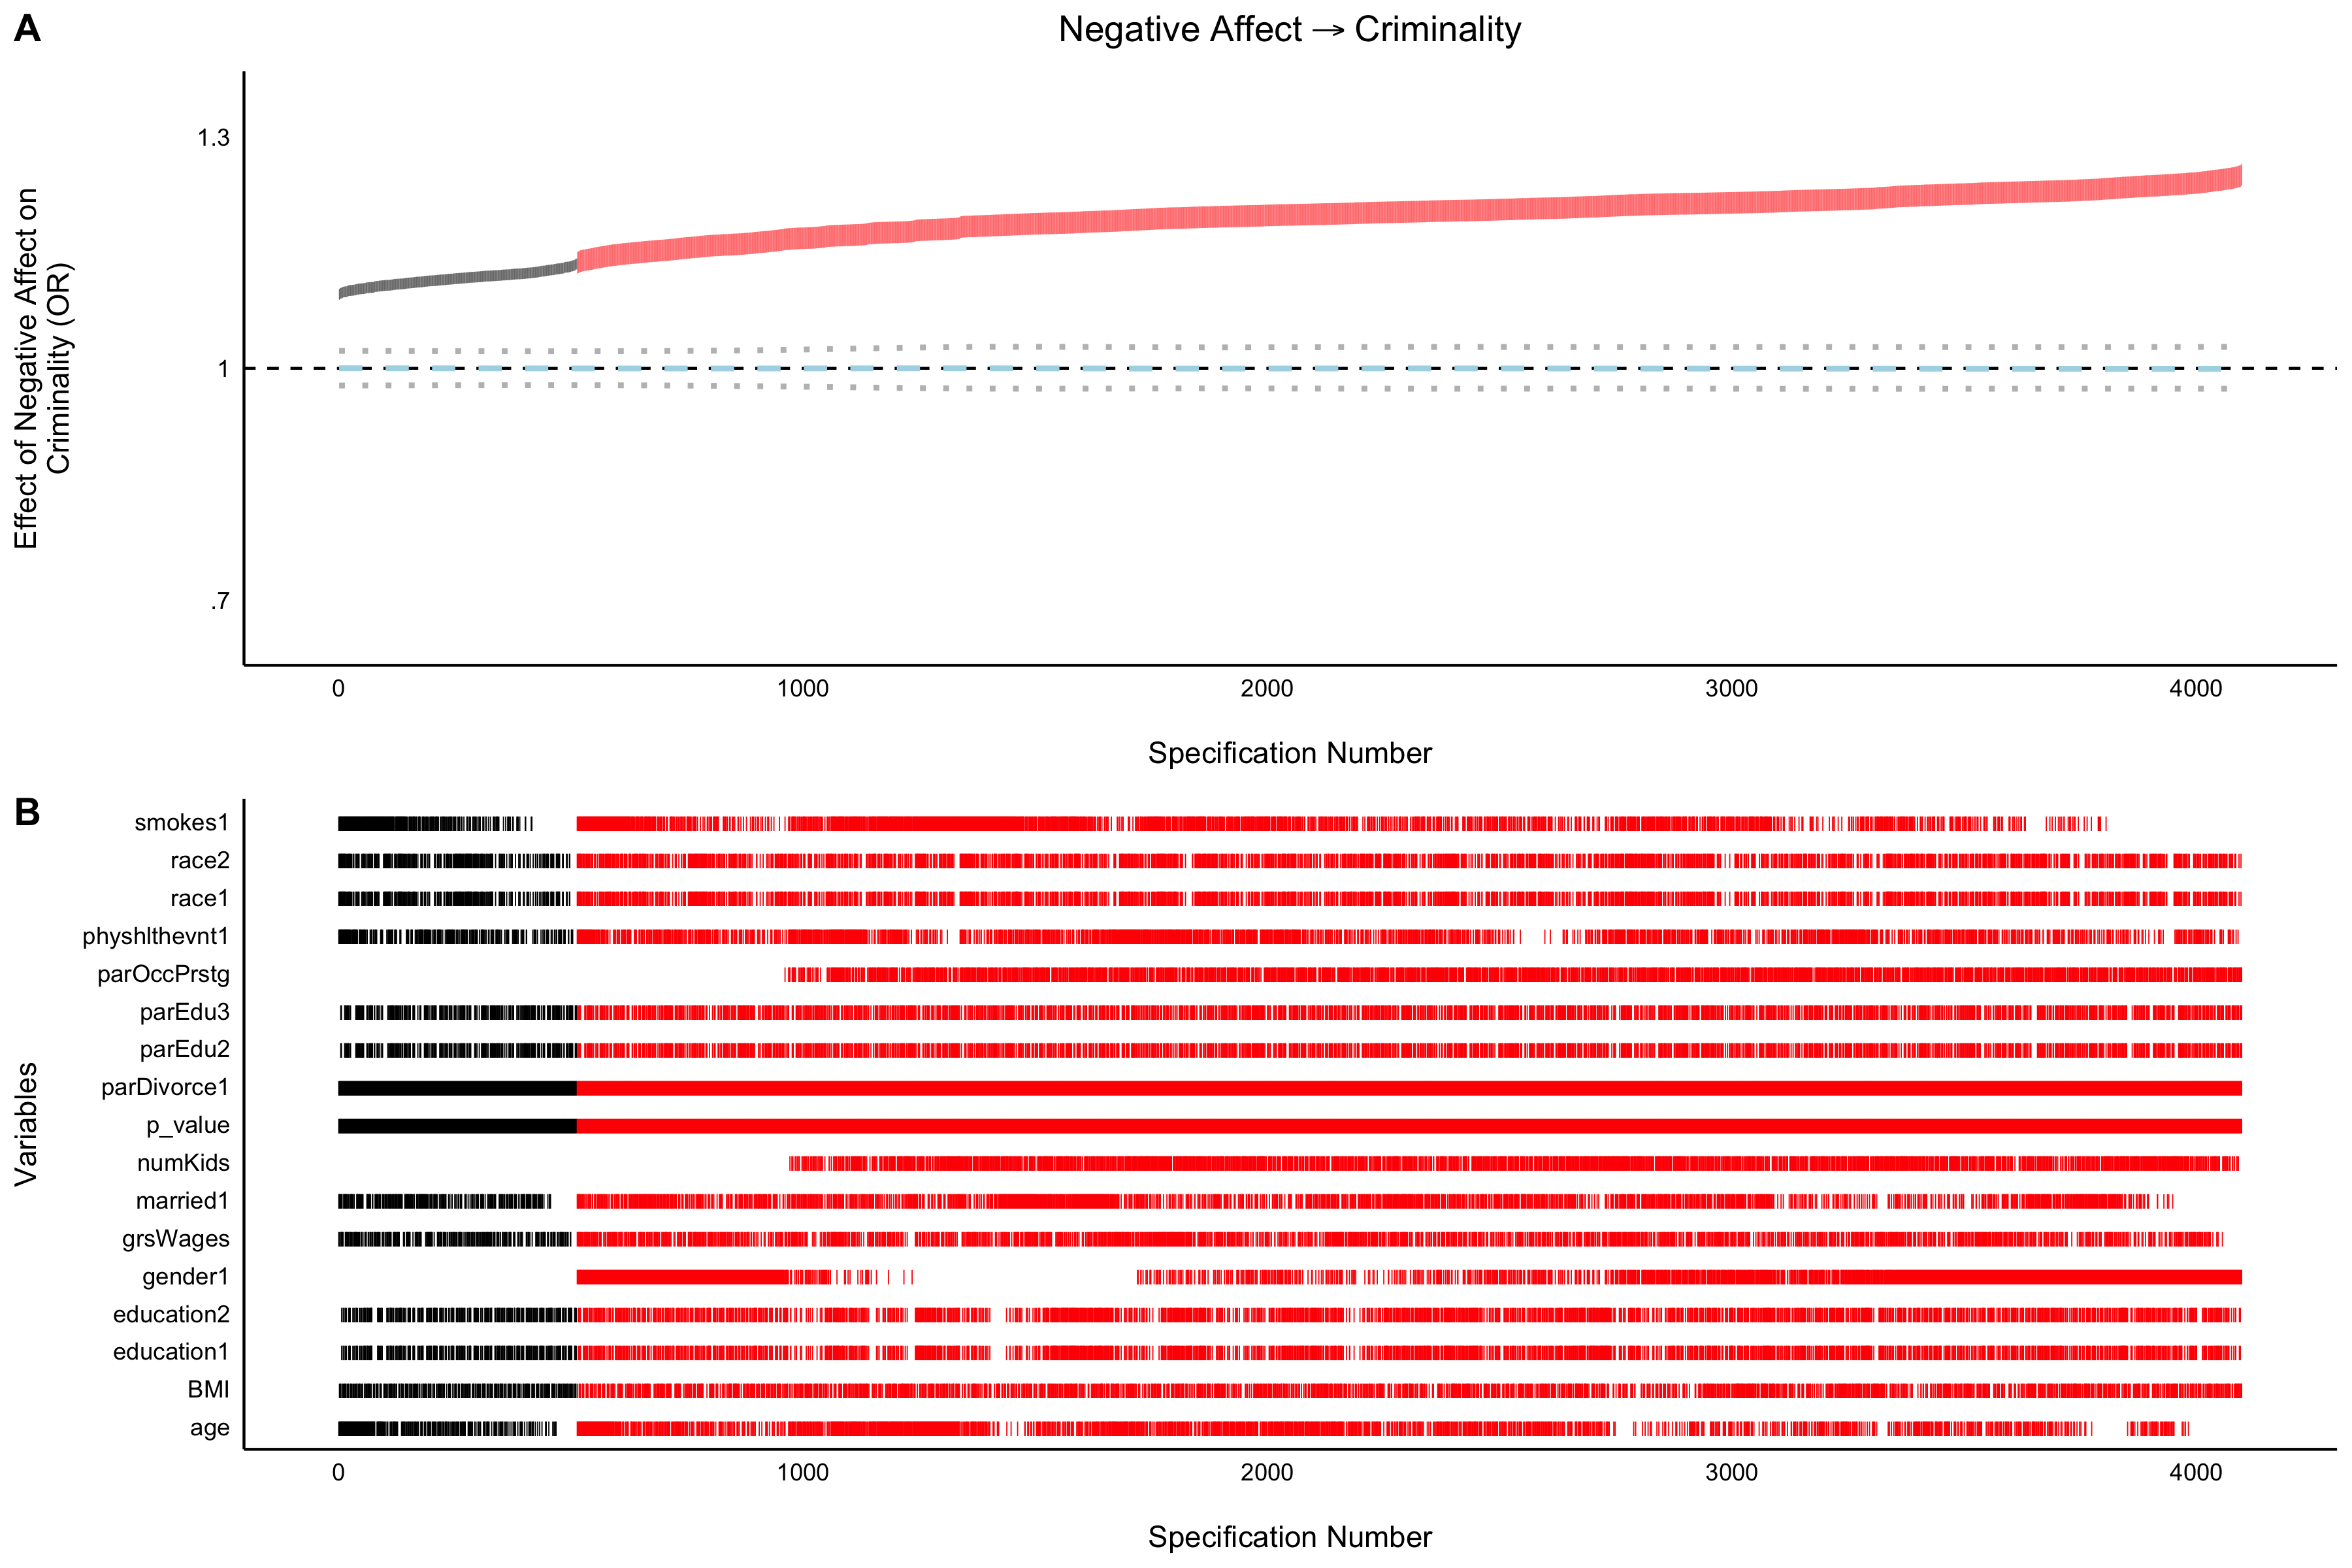 A
Negative Affect → Criminality
Effect of Negative Affect on
Criminality (OR)
1.3
1
.7
0 1000 2000 3000 4000
Specification Number
B
Variables
smokes1
race2
race1
physhlthevnt1
parOccPrstg
parEdu3
parEdu2
parDivorce1
p_value
numKids
married1
grsWages
gender1
education2
education1
BMI
age
0 1000 2000 3000 4000
Specification Number